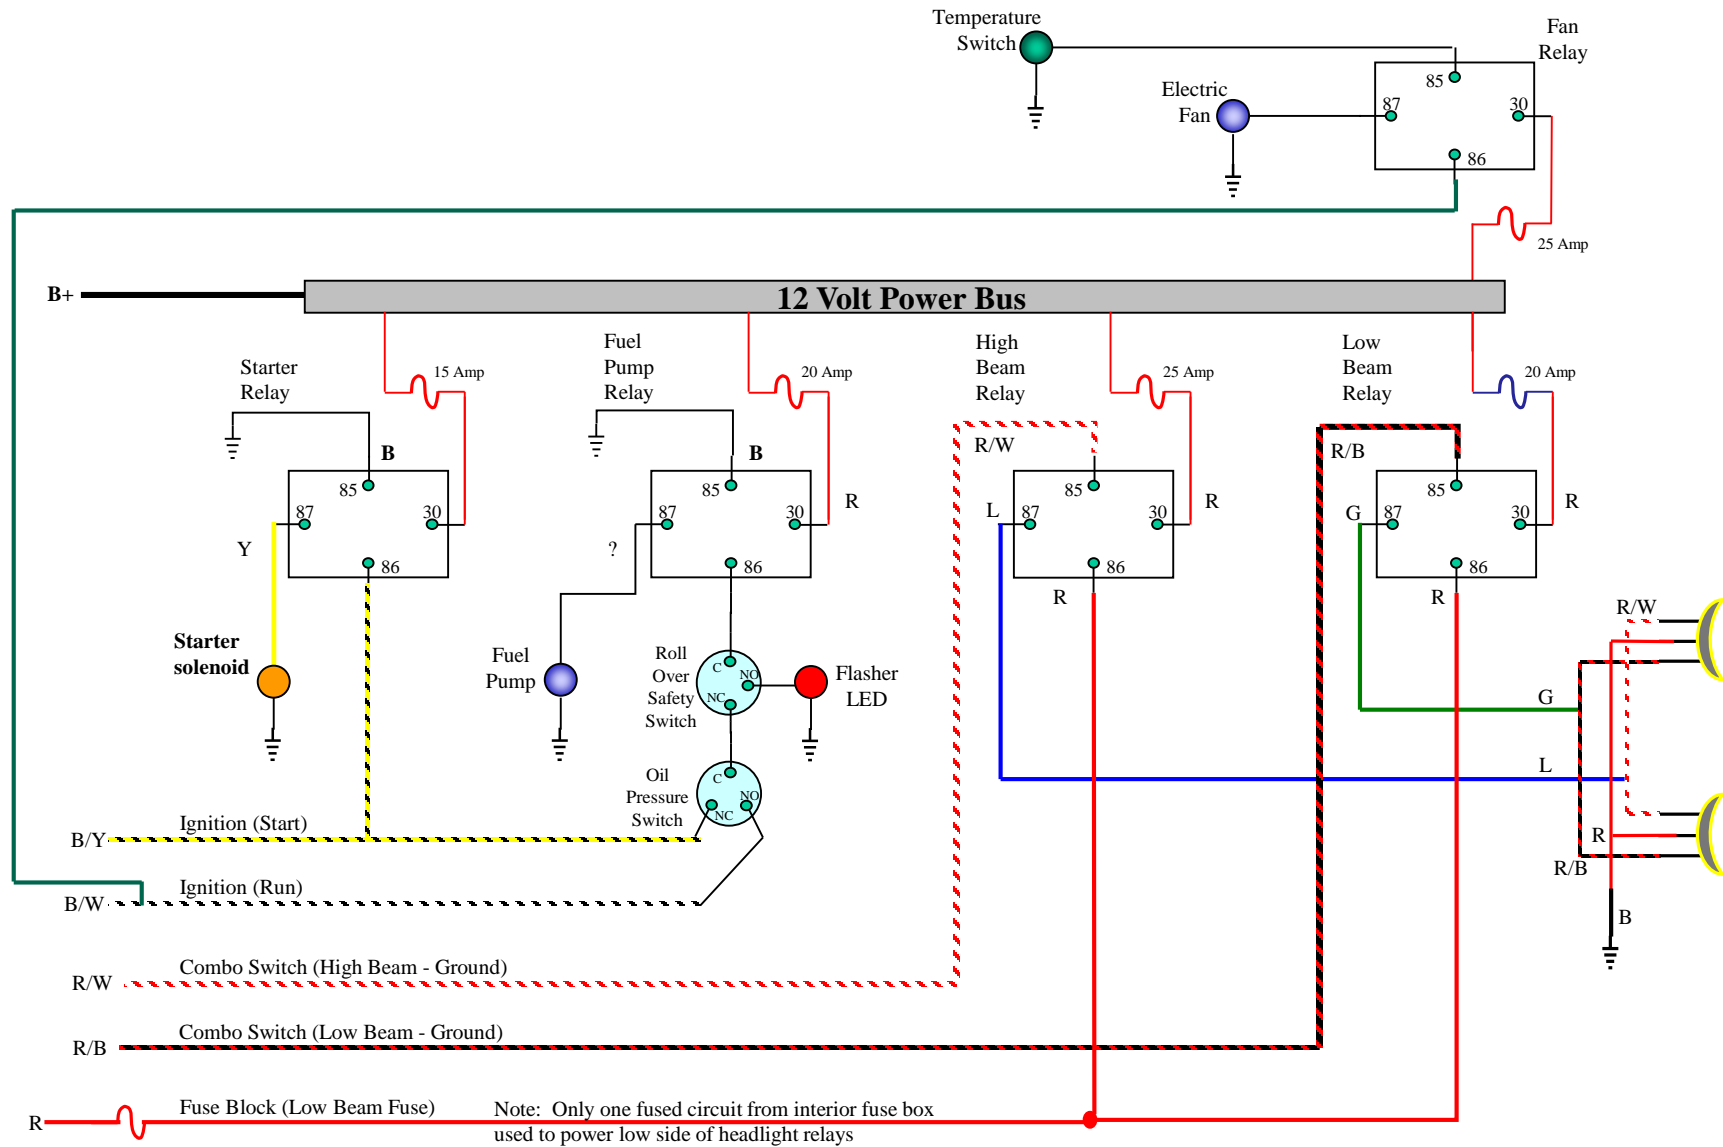 Temperature
Switch
Fan
Relay
85
Electric
Fan
87
30
86
25 Amp
B+
12 Volt Power Bus
Starter
Relay
15 Amp
B
85
87
30
86
Y
Starter
solenoid
Fuel
Pump
Relay
20 Amp
B
85
87
30
R
86
?
Fuel
Pump
Roll
Over
Safety
Switch
C
NO
NC
Flasher
LED
Oil
Pressure
Switch
C
NO
NC
High
Beam
Relay
25 Amp
R/W
85
L
87
30
R
86
R
Low
Beam
Relay
20 Amp
R/B
85
G
87
30
R
86
R
R/W
G
L
R
R/B
B
B/Y
Ignition (Start)
B/W
Ignition (Run)
R/W
Combo Switch (High Beam - Ground)
R/B
Combo Switch (Low Beam - Ground)
R
Fuse Block (Low Beam Fuse)
Note: Only one fused circuit from interior fuse box
used to power low side of headlight relays